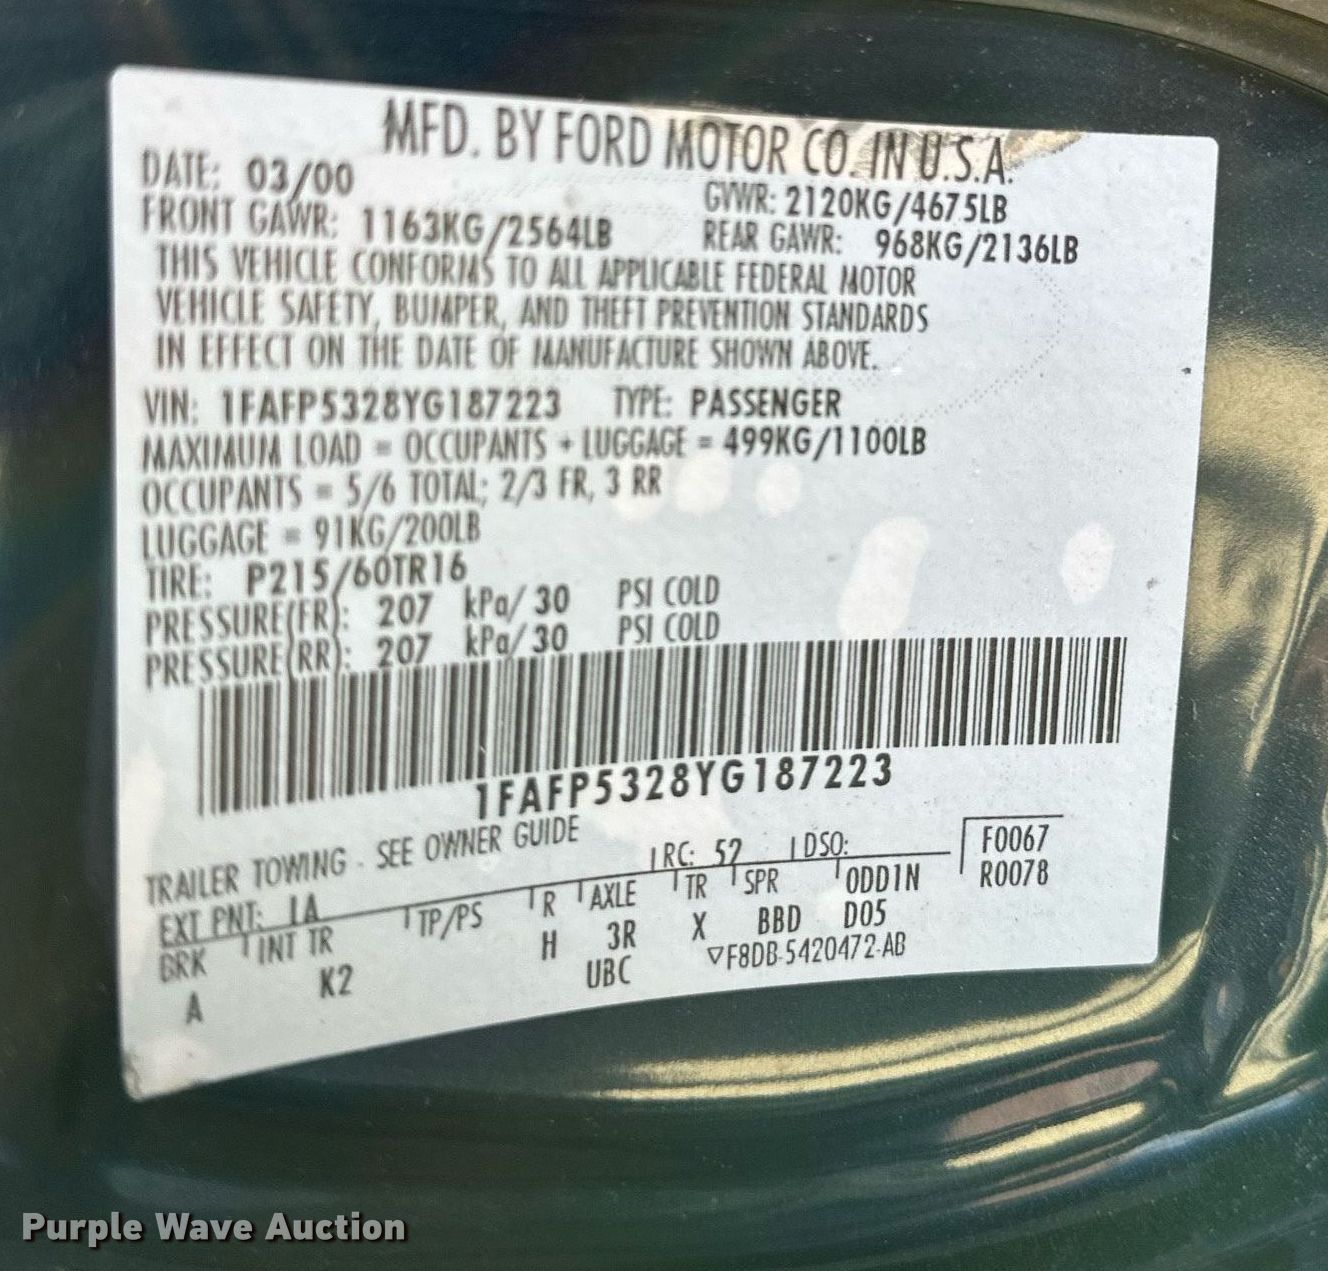 MFD. BY FORD MOTOR CO. IN U.S.A.
DATE: 03/00 GVWR: 2120KG/4675LB
FRONT GAWR: 1163KG/2564LB REAR GAWR: 968KG/2136LB
THIS VEHICLE CONFORMS TO ALL APPLICABLE FEDERAL MOTOR
VEHICLE SAFETY, BUMPER, AND THEFT PREVENTION STANDARDS
IN EFFECT ON THE DATE OF MANUFACTURE SHOWN ABOVE.
VIN: 1FAFP5328YG187223 TYPE: PASSENGER
MAXIMUM LOAD = OCCUPANTS + LUGGAGE = 499KG/1100LB
OCCUPANTS = 5/6 TOTAL; 2/3 FR, 3 RR
LUGGAGE = 91KG/200LB
TIRE: P215/60TR16
PRESSURE(FR): 207 kPa/ 30 PSI COLD
PRESSURE(RR): 207 kPa/ 30 PSI COLD
1FAFP5328YG187223
TRAILER TOWING - SEE OWNER GUIDE
EXT PNT: LA RC: 52 DSO: F0067
BRK INT TR TP/PS R AXLE TR SPR ODD1N R0078
A K2 H 3R X BBD D05
UBC ▽F8DB-5420472-AB
Purple Wave Auction